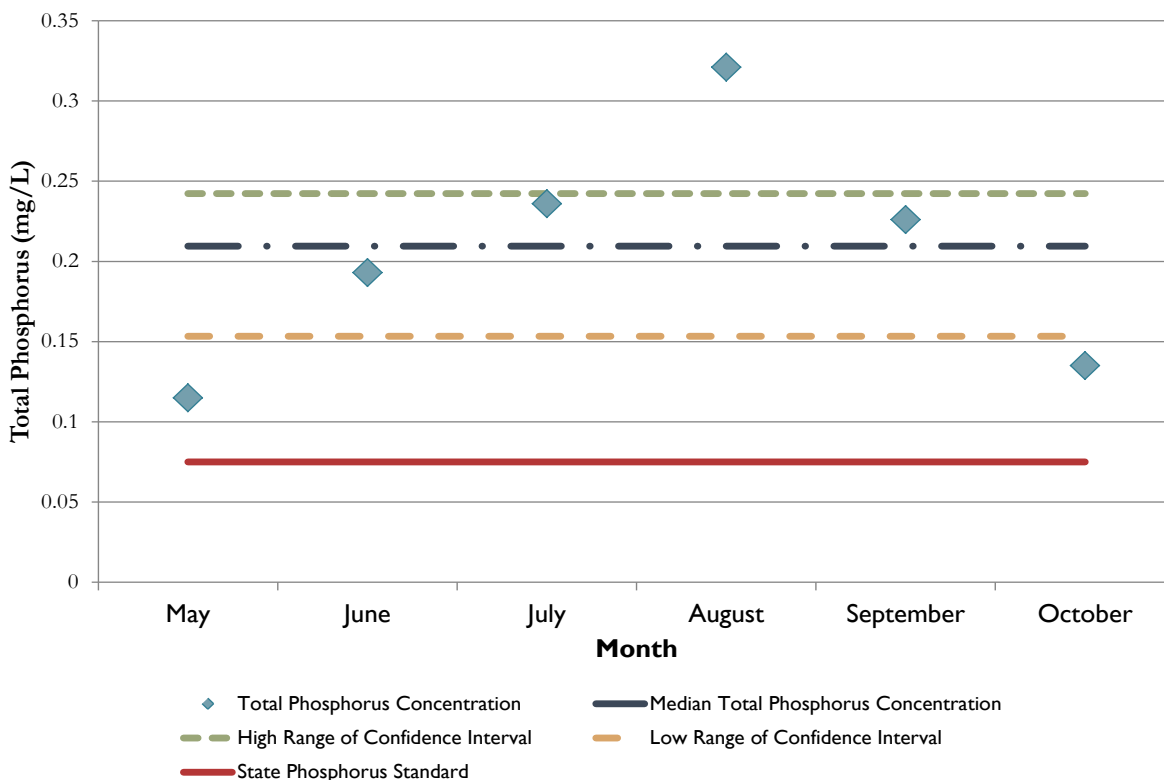 Total Phosphorus (mg/L)
0.35
0.3
0.25
0.2
0.15
0.1
0.05
0
May June July August September October
Month
Total Phosphorus Concentration Median Total Phosphorus Concentration
High Range of Confidence Interval Low Range of Confidence Interval
State Phosphorus Standard